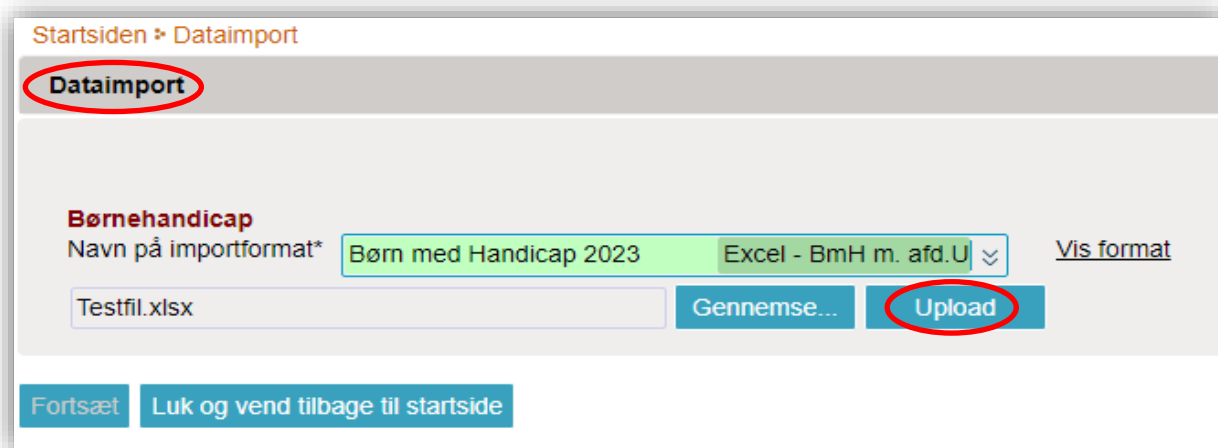 Startsiden ▸ Dataimport
Dataimport
Børnehandicap
Navn på importformat* Børn med Handicap 2023 Excel - BmH m. afd.U Vis format
Testfil.xlsx Gennemse... Upload
Fortsæt Luk og vend tilbage til startside